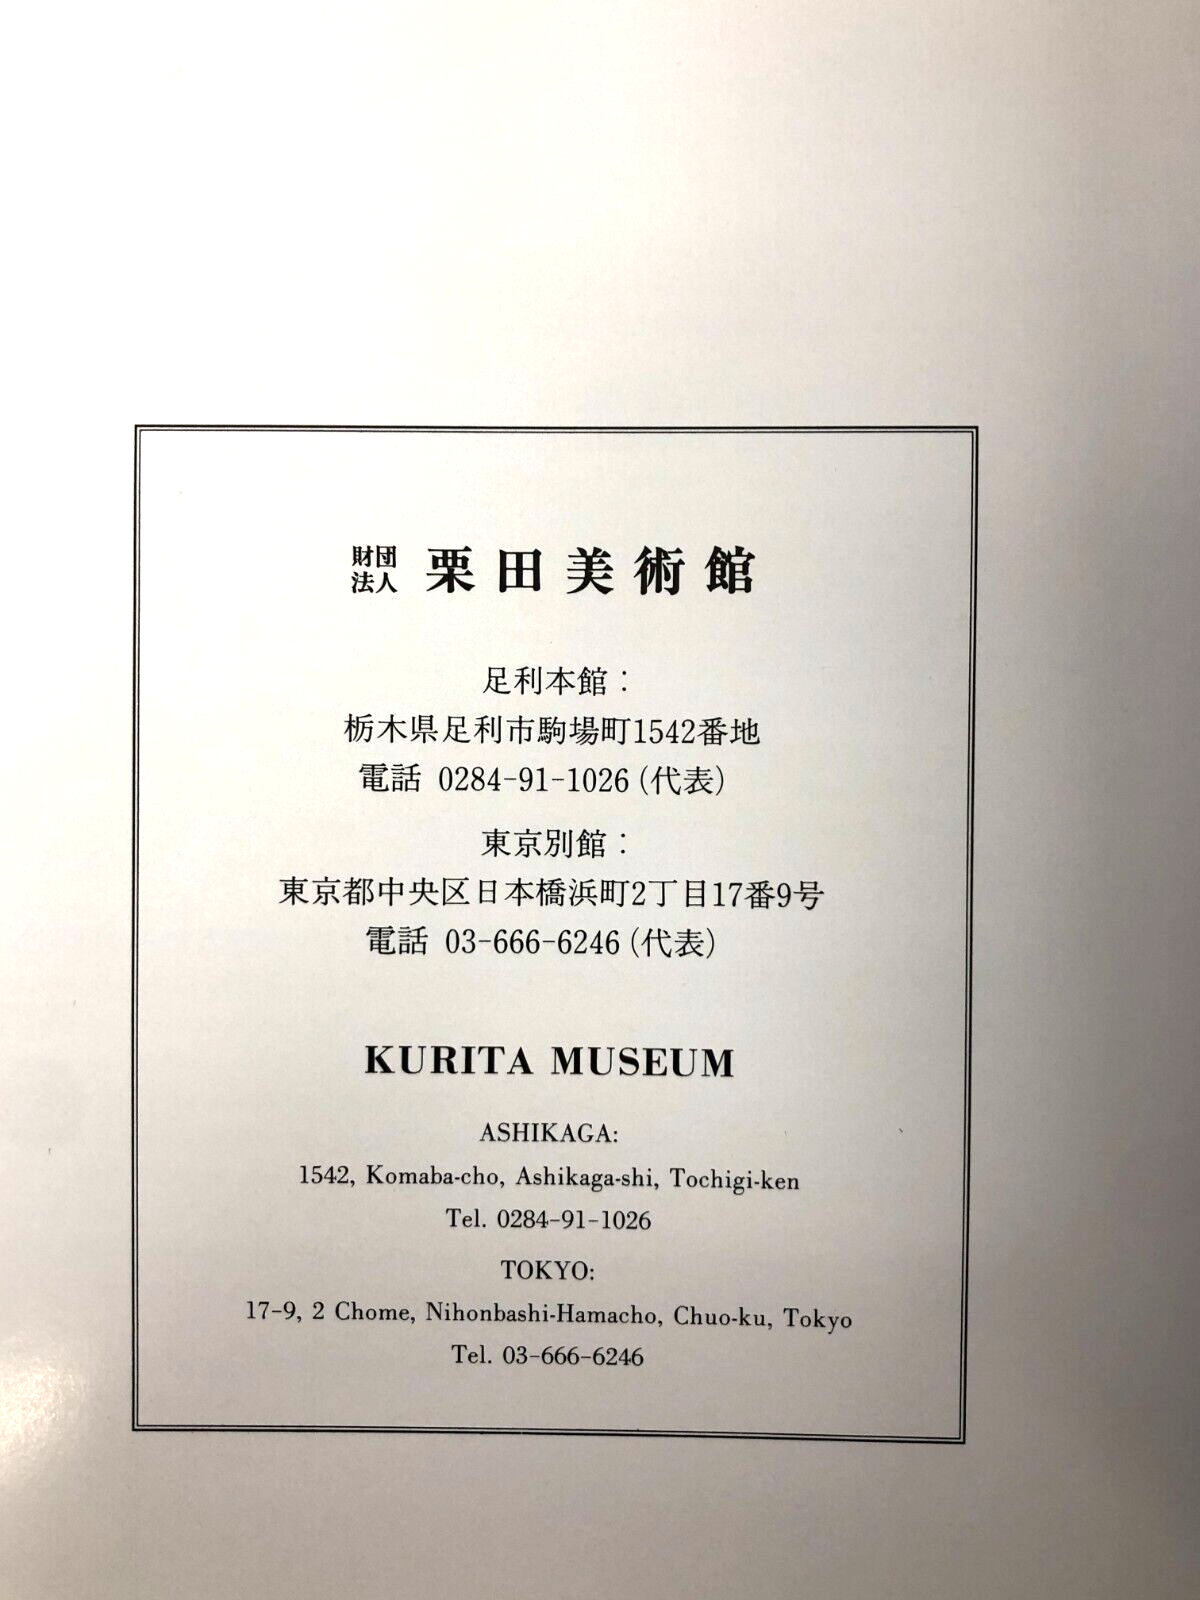 財団法人 栗田美術館
足利本館：
栃木県足利市駒場町1542番地
電話 0284-91-1026（代表）
東京別館：
東京都中央区日本橋浜町2丁目17番9号
電話 03-666-6246（代表）
KURITA MUSEUM
ASHIKAGA:
1542, Komaba-cho, Ashikaga-shi, Tochigi-ken
Tel. 0284-91-1026
TOKYO:
17-9, 2 Chome, Nihonbashi-Hamacho, Chuo-ku, Tokyo
Tel. 03-666-6246